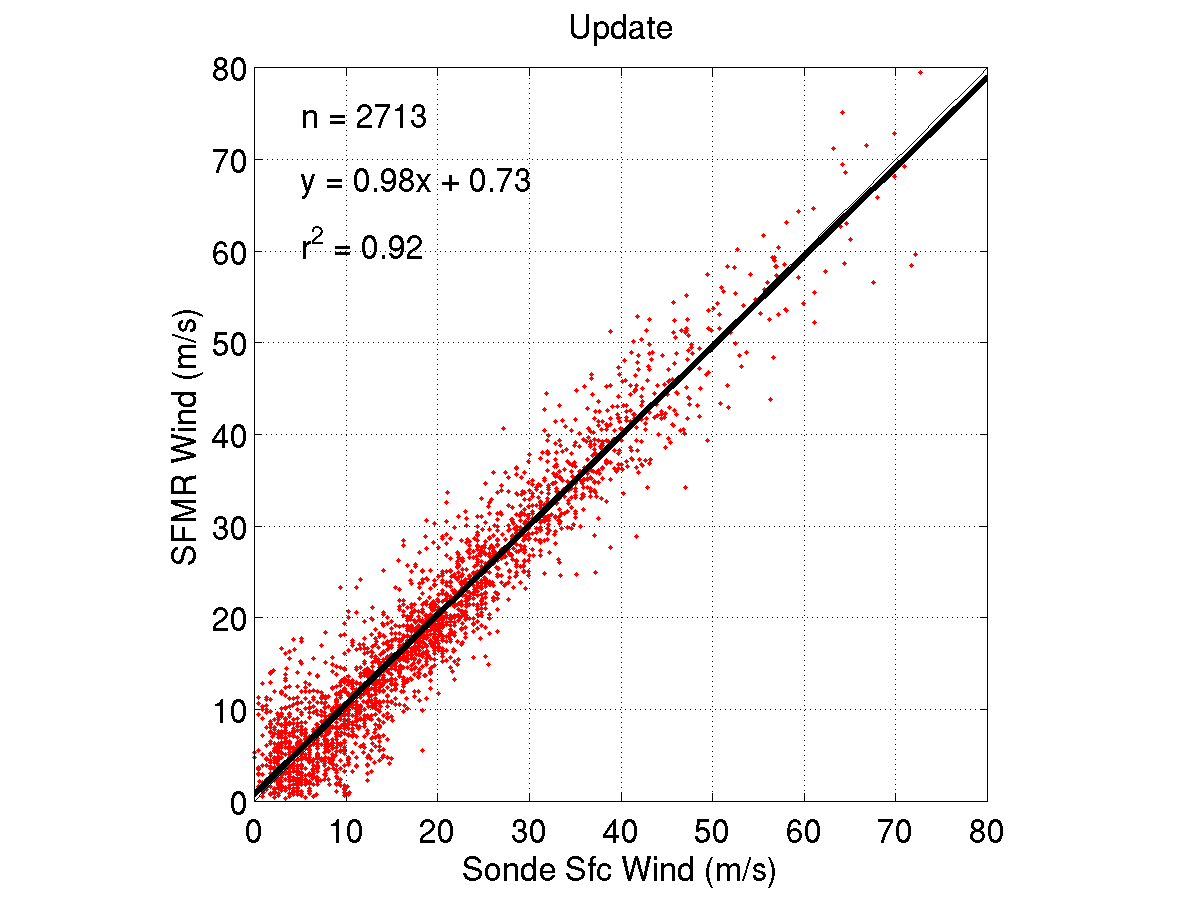 Update
80
70
60
50
40
30
20
10
0
n = 2713
y = 0.98x + 0.73
r² = 0.92
SFMR Wind (m/s)
0 10 20 30 40 50 60 70 80
Sonde Sfc Wind (m/s)